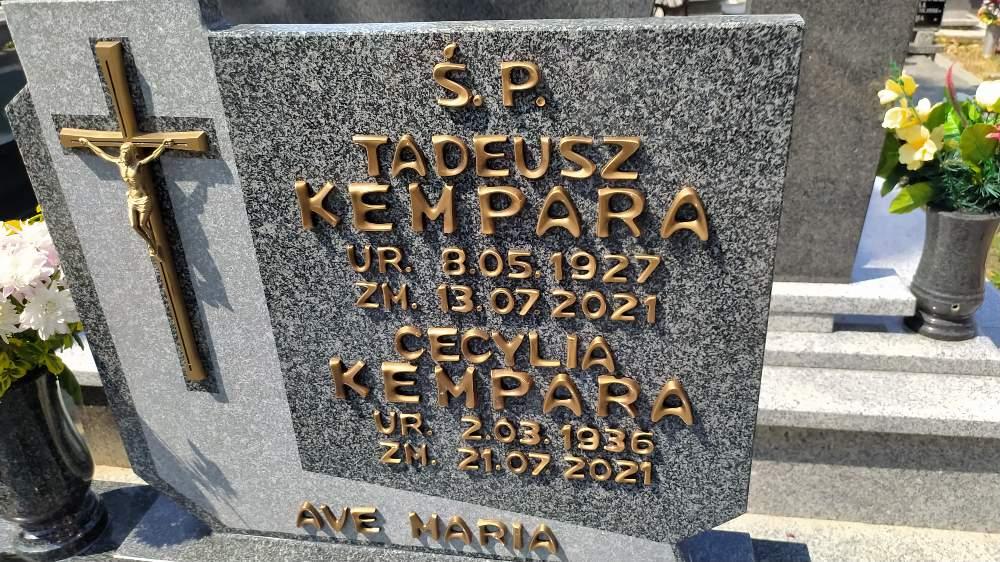 Ś. P.
TADEUSZ
KEMPARA
UR. 8.05.1927
ZM. 13.07.2021
CECYLIA
KEMPARA
UR. 2.03.1936
ZM. 21.07.2021
AVE MARIA